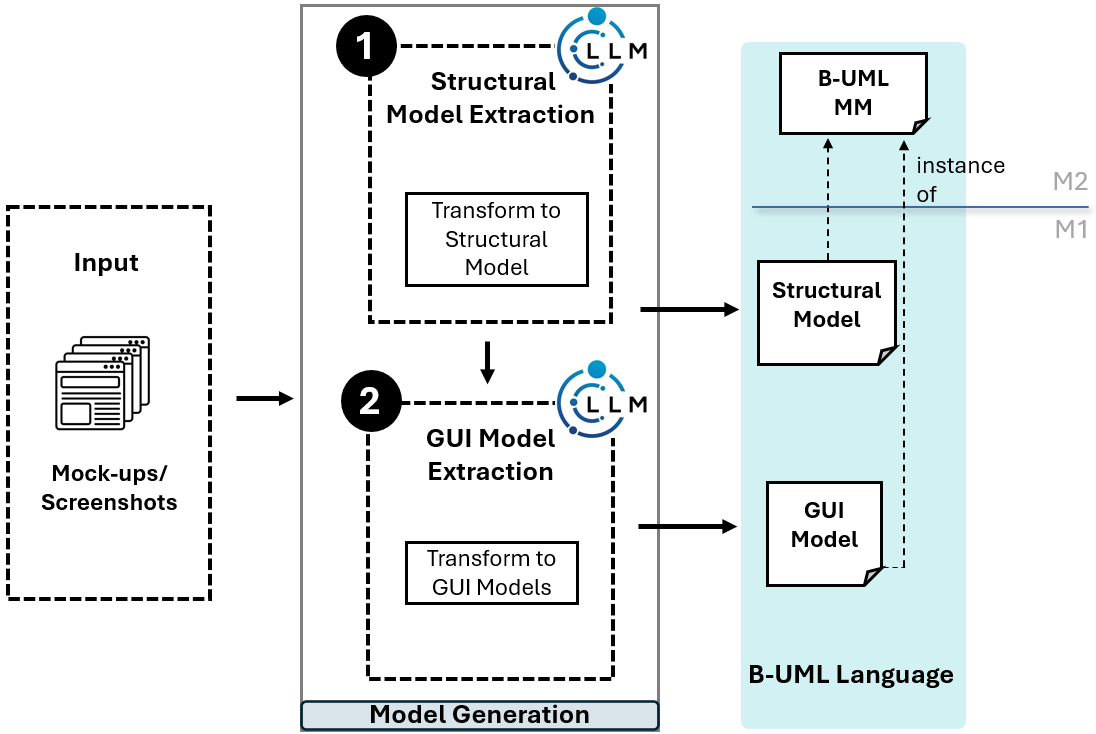 Input
Mock-ups/
Screenshots
1
LLM
Structural
Model Extraction
Transform to
Structural
Model
2
LLM
GUI Model
Extraction
Transform to
GUI Models
Model Generation
B-UML
MM
instance
of
M2
M1
Structural
Model
GUI
Model
B-UML Language